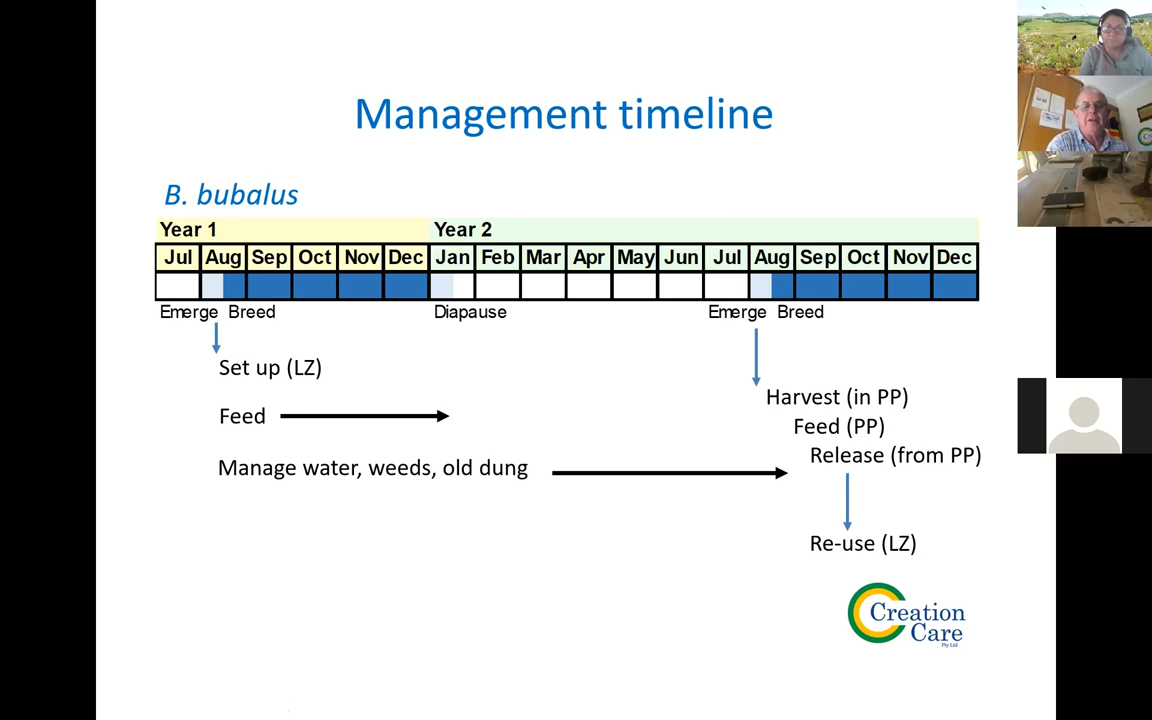 Management timeline
B. bubalus
Year 1 Year 2
Jul Aug Sep Oct Nov Dec Jan Feb Mar Apr May Jun Jul Aug Sep Oct Nov Dec
Emerge Breed Diapause Emerge Breed
Set up (LZ)
Harvest (in PP)
Feed
Feed (PP)
Release (from PP)
Manage water, weeds, old dung
Re-use (LZ)
Creation
Care
Pty Ltd